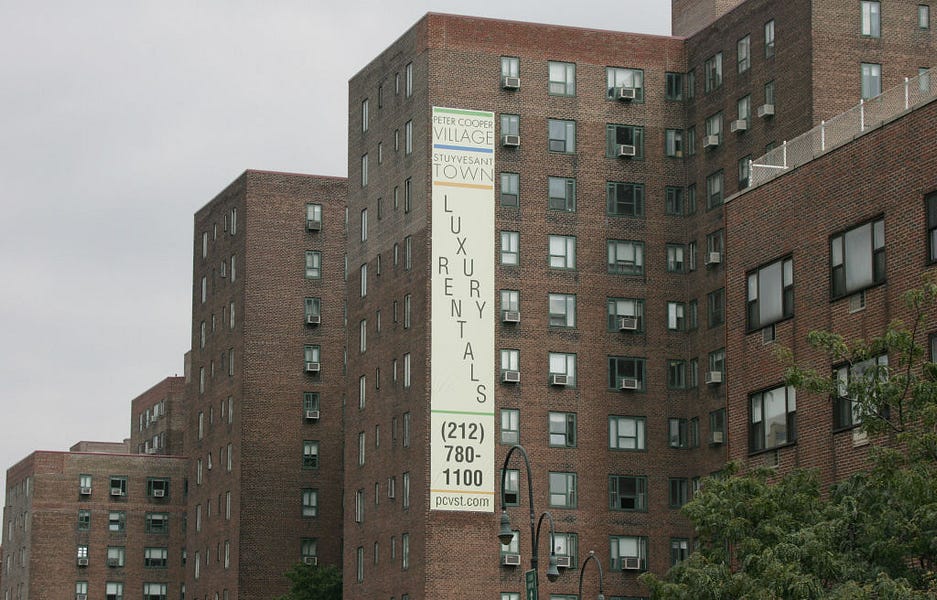 PETER COOPER
VILLAGE
STUYVESANT
TOWN
LUXURY
RENTALS
(212)
780-
1100
pcvst.com